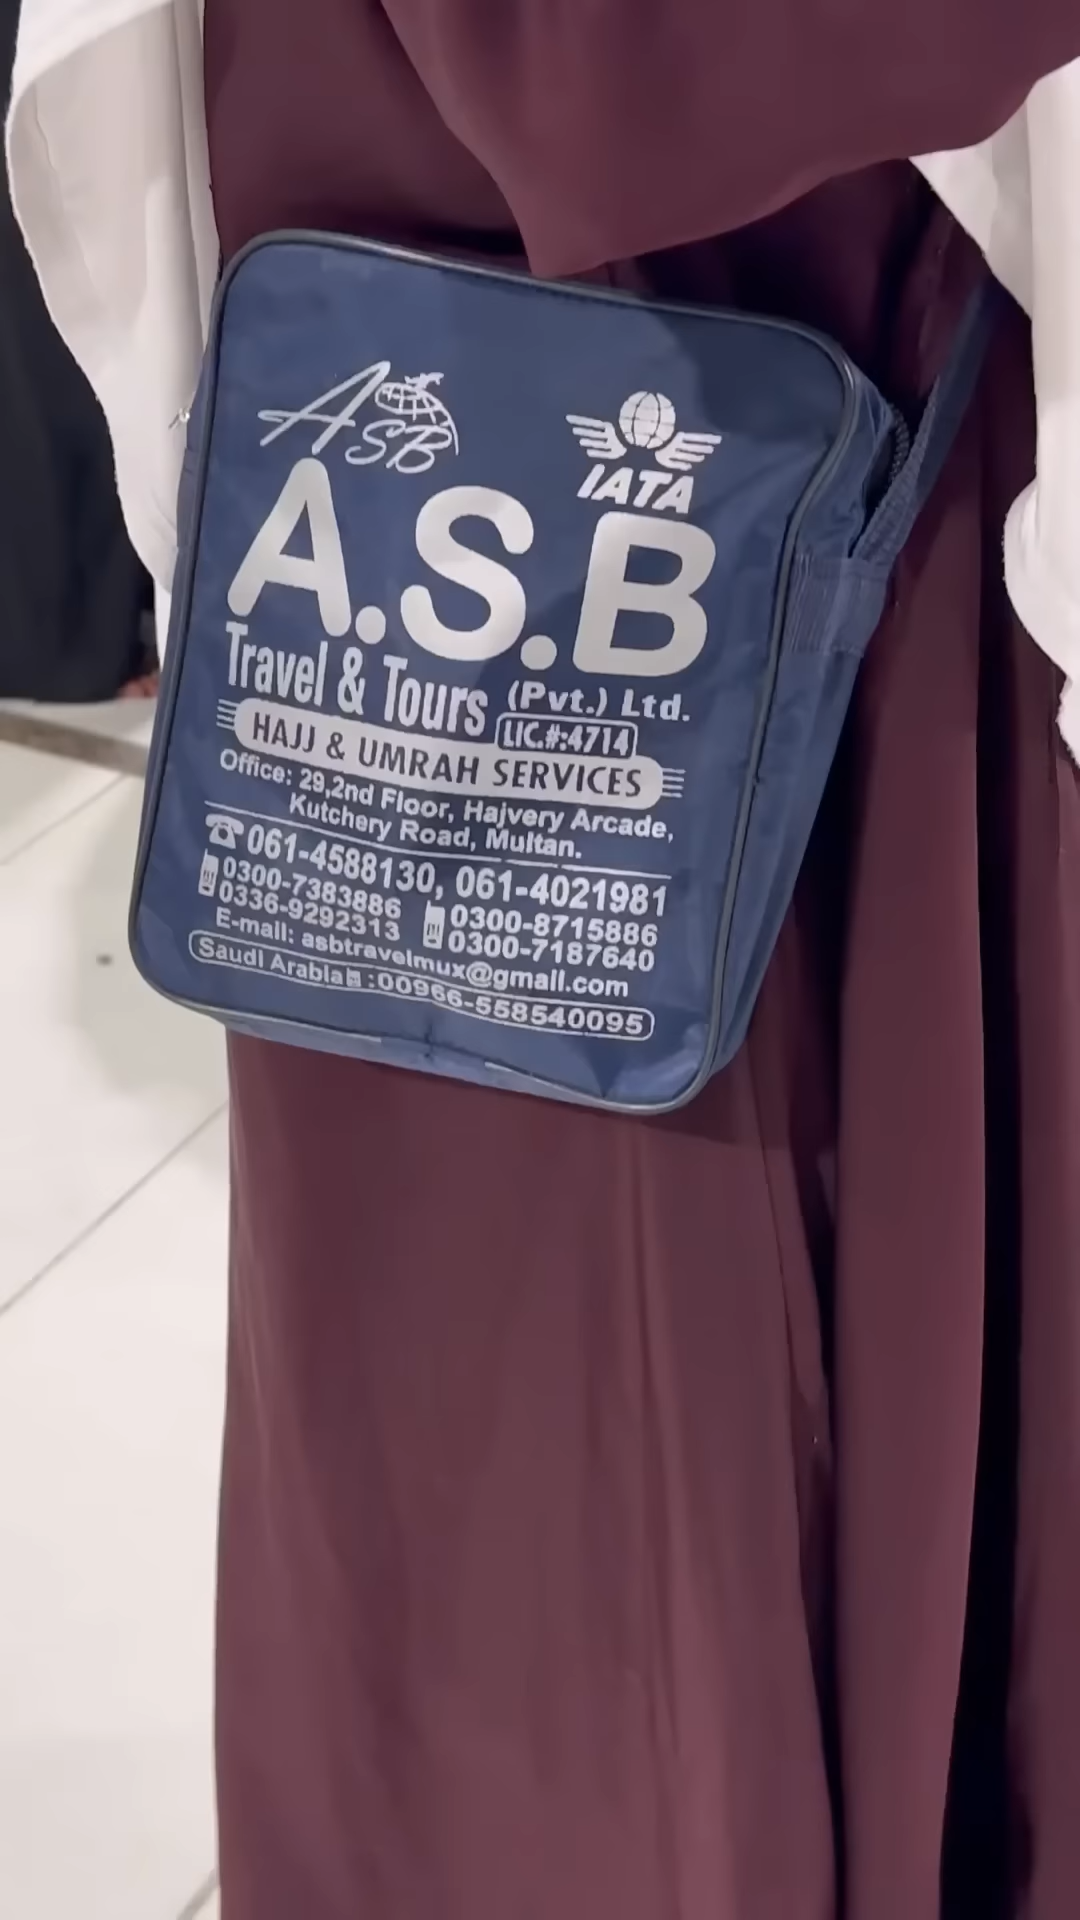 ASB
IATA
A.S.B
Travel & Tours (Pvt.) Ltd.
LIC.#:4714
HAJJ & UMRAH SERVICES
Office: 29,2nd Floor, Hajvery Arcade,
Kutchery Road, Multan.
061-4588130, 061-4021981
0300-7383886
0336-9292313
0300-8715886
0300-7187640
E-mail: asbtravelmux@gmail.com
Saudi Arabia :00966-558540095